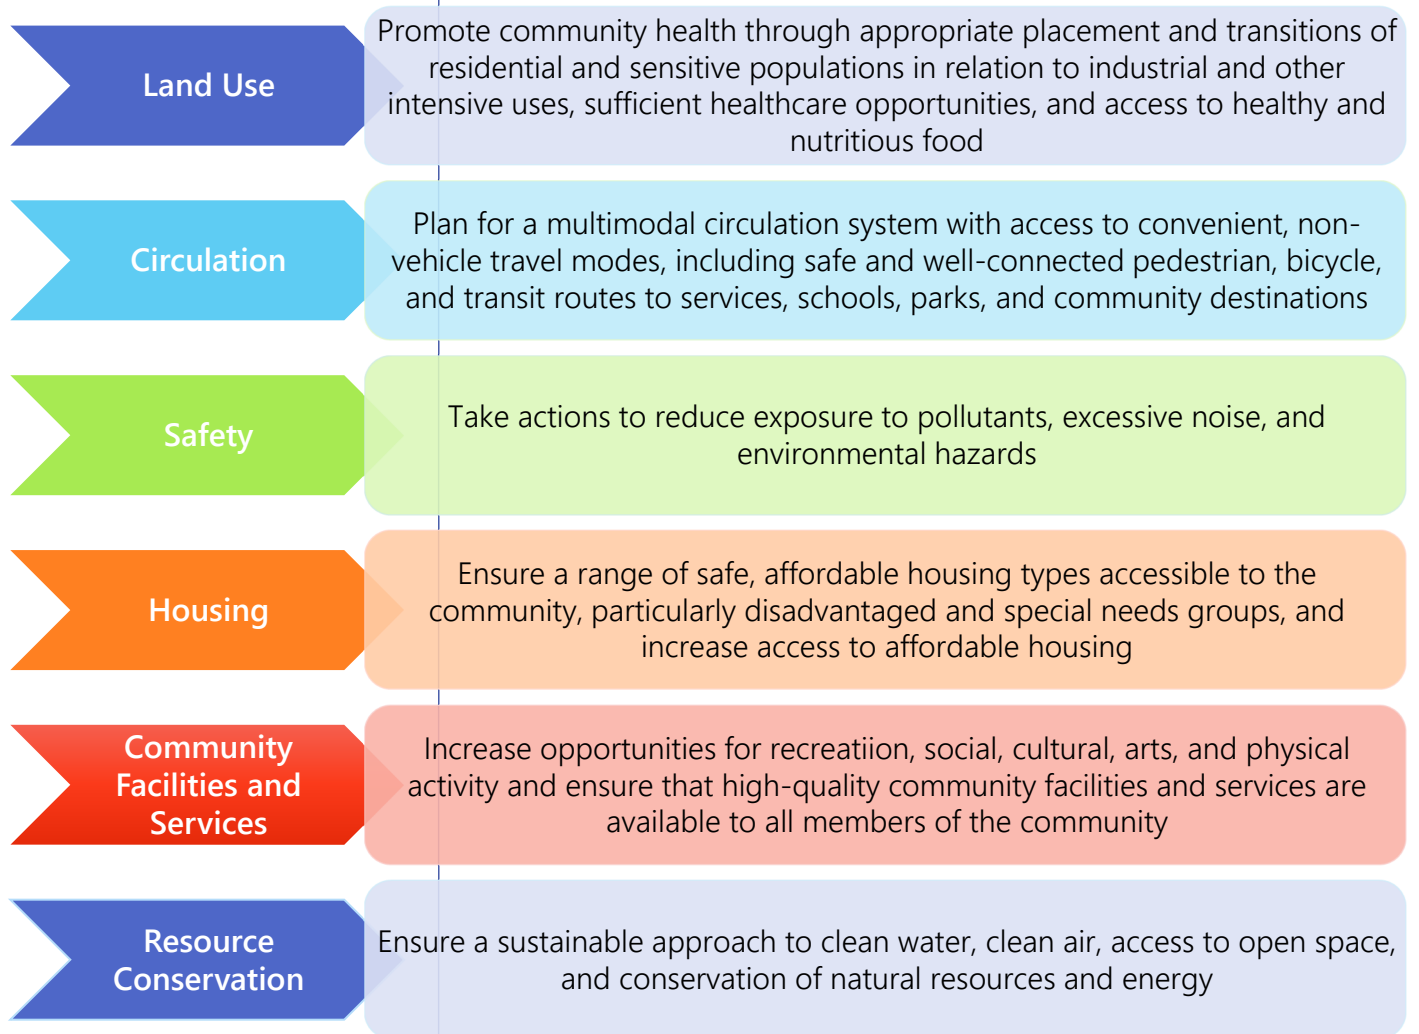 Land Use
Promote community health through appropriate placement and transitions of
residential and sensitive populations in relation to industrial and other
intensive uses, sufficient healthcare opportunities, and access to healthy and
nutritious food
Circulation
Plan for a multimodal circulation system with access to convenient, non-
vehicle travel modes, including safe and well-connected pedestrian, bicycle,
and transit routes to services, schools, parks, and community destinations
Safety
Take actions to reduce exposure to pollutants, excessive noise, and
environmental hazards
Housing
Ensure a range of safe, affordable housing types accessible to the
community, particularly disadvantaged and special needs groups, and
increase access to affordable housing
Community
Facilities and
Services
Increase opportunities for recreatiion, social, cultural, arts, and physical
activity and ensure that high-quality community facilities and services are
available to all members of the community
Resource
Conservation
Ensure a sustainable approach to clean water, clean air, access to open space,
and conservation of natural resources and energy